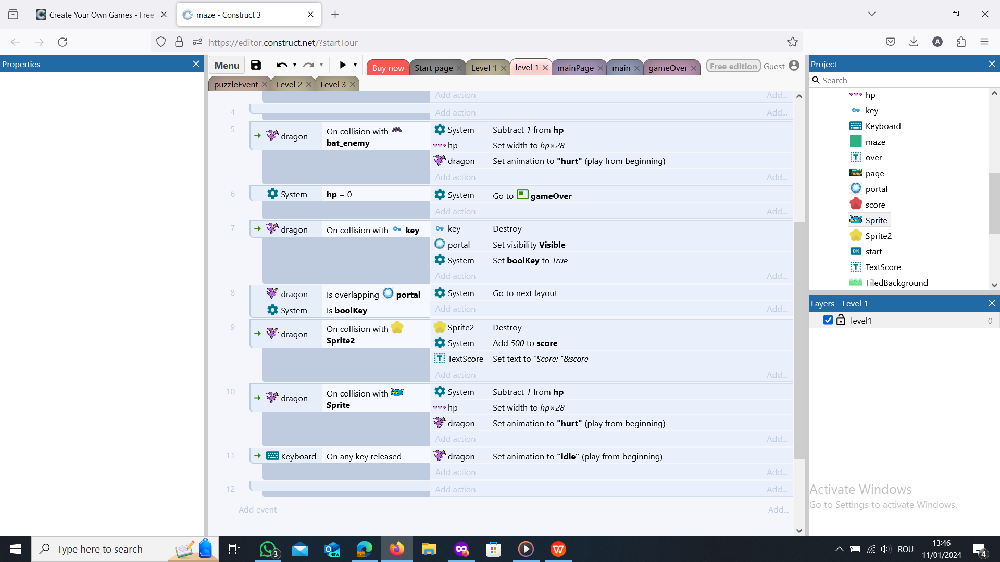 Create Your Own Games - Free T
maze - Construct 3
https://editor.construct.net/?startTour
A
Properties
Menu
Buy now
Start page
Level 1
level 1
mainPage
main
gameOver
Free edition
Guest
puzzleEvent
Level 2
Level 3
Add action Add...
4 Add action Add...
5 dragon On collision with bat_enemy
System Subtract 1 from hp
hp Set width to hp×28
dragon Set animation to "hurt" (play from beginning)
Add action Add...
6 System hp = 0
System Go to gameOver
Add action Add...
7 dragon On collision with key
key Destroy
portal Set visibility Visible
System Set boolKey to True
Add action Add...
8 dragon Is overlapping portal
System Is boolKey
System Go to next layout
Add action Add...
9 dragon On collision with Sprite2
Sprite2 Destroy
System Add 500 to score
TextScore Set text to "Score: "&score
Add action Add...
10 dragon On collision with Sprite
System Subtract 1 from hp
hp Set width to hp×28
dragon Set animation to "hurt" (play from beginning)
Add action Add...
11 Keyboard On any key released
dragon Set animation to "idle" (play from beginning)
Add action Add...
12 Add action Add...
Add event Add...
Project
Search
hp
key
Keyboard
maze
over
page
portal
score
Sprite
Sprite2
OK start
TextScore
TiledBackground
Layers - Level 1
level1 0
Activate Windows
Go to Settings to activate Windows.
Type here to search
3
NEW
ROU
13:46
11/01/2024
4